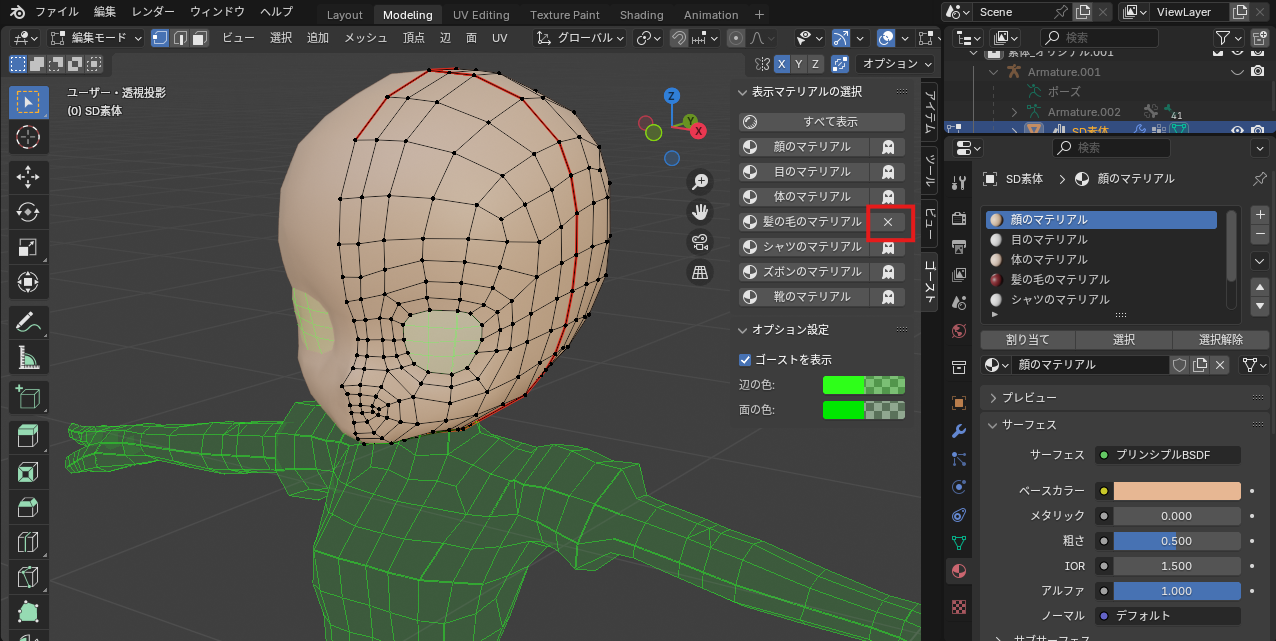 ファイル 編集 レンダー ウィンドウ ヘルプ Layout Modeling UV Editing Texture Paint Shading Animation + Scene ViewLayer
編集モード ビュー 選択 追加 メッシュ 頂点 辺 面 UV グローバル 検索
X Y Z オプション
素体_オリジナル.001
Armature.001
ポーズ
Armature.002 41
SD素体
ユーザー・透視投影
(0) SD素体
Z
Y
X
表示マテリアルの選択
すべて表示
顔のマテリアル
目のマテリアル
体のマテリアル
髪の毛のマテリアル
シャツのマテリアル
ズボンのマテリアル
靴のマテリアル
オプション設定
ゴーストを表示
辺の色:
面の色:
アイテム
ツール
ビュー
ゴースト
検索
SD素体 顔のマテリアル
顔のマテリアル
目のマテリアル
体のマテリアル
髪の毛のマテリアル
シャツのマテリアル
割り当て 選択 選択解除
顔のマテリアル
プレビュー
サーフェス
サーフェス プリンシプルBSDF
ベースカラー
メタリック 0.000
粗さ 0.500
IOR 1.500
アルファ 1.000
ノーマル デフォルト
サブサーフェス